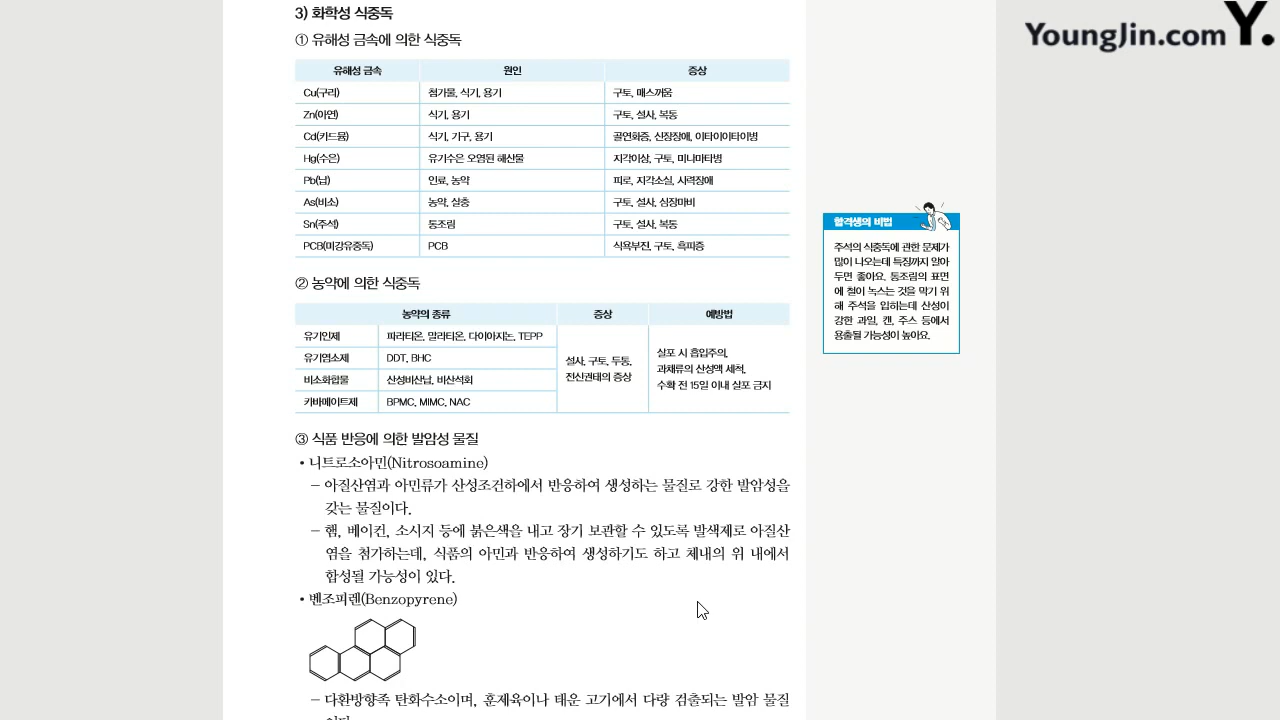 YoungJin.com Y.
3) 화학성 식중독
① 유해성 금속에 의한 식중독
유해성 금속 원인 증상
Cu(구리) 첨가물, 식기, 용기 구토, 매스꺼움
Zn(아연) 식기, 용기 구토, 설사, 복통
Cd(카드뮴) 식기, 기구, 용기 골연화증, 신장장애, 이타이이타이병
Hg(수은) 유기수은 오염된 해산물 지각이상, 구토, 미나마타병
Pb(납) 안료, 농약 피로, 지각소실, 시력장애
As(비소) 농약, 살충 구토, 설사, 심장마비
Sn(주석) 통조림 구토, 설사, 복통
PCB(미강유중독) PCB 식욕부진, 구토, 흑피증
② 농약에 의한 식중독
농약의 종류 증상 예방법
유기인제 파라티온, 말라티온, 다이아지논, TEPP
유기염소제 DDT, BHC
비소화합물 산성비산납, 비산석회
카바메이트제 BPMC, MIMC, NAC
설사, 구토, 두통,
전신권태의 증상
살포 시 흡입주의,
과채류의 산성액 세척,
수확 전 15일 이내 살포 금지
③ 식품 반응에 의한 발암성 물질
• 니트로소아민(Nitrosoamine)
– 아질산염과 아민류가 산성조건하에서 반응하여 생성하는 물질로 강한 발암성을
갖는 물질이다.
– 햄, 베이컨, 소시지 등에 붉은색을 내고 장기 보관할 수 있도록 발색제로 아질산
염을 첨가하는데, 식품의 아민과 반응하여 생성하기도 하고 체내의 위 내에서
합성될 가능성이 있다.
• 벤조피렌(Benzopyrene)
– 다환방향족 탄화수소이며, 훈제육이나 태운 고기에서 다량 검출되는 발암 물질
합격생의 비법
주석의 식중독에 관한 문제가
많이 나오는데 특징까지 알아
두면 좋아요. 통조림의 표면
에 철이 녹스는 것을 막기 위
해 주석을 입히는데 산성이
강한 과일, 캔, 주스 등에서
용출될 가능성이 높아요.